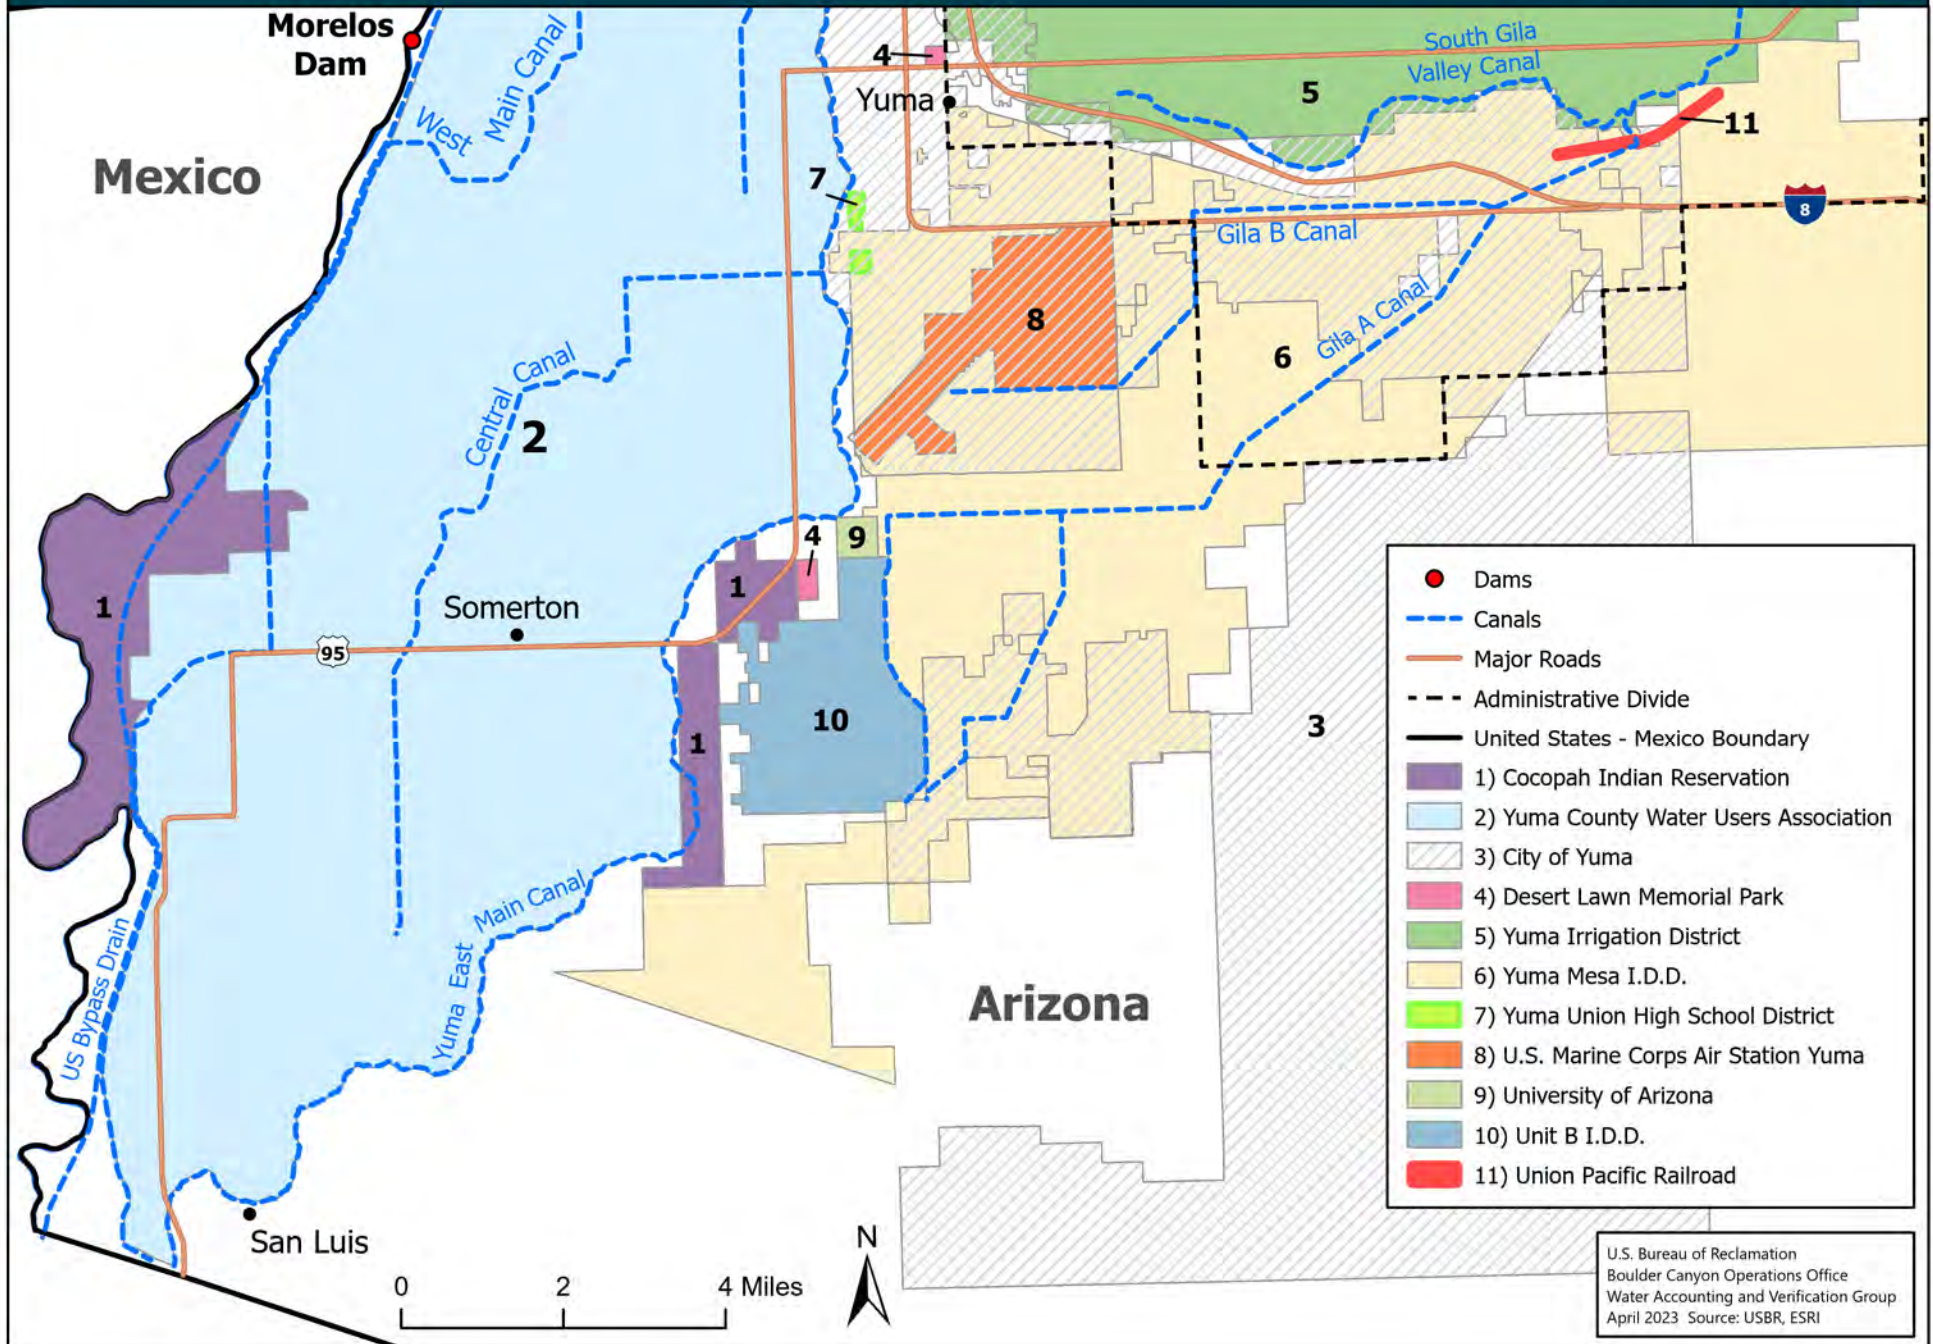 Morelos
Dam
Main Canal
West
4
South Gila
Valley Canal
Yuma
5
11
Mexico
7
8
Gila B Canal
8
Gila A Canal
6
Central Canal
2
4
9
1
1
Somerton
95
10
1
3
Dams
Canals
Major Roads
Administrative Divide
United States - Mexico Boundary
1) Cocopah Indian Reservation
2) Yuma County Water Users Association
3) City of Yuma
4) Desert Lawn Memorial Park
5) Yuma Irrigation District
6) Yuma Mesa I.D.D.
7) Yuma Union High School District
8) U.S. Marine Corps Air Station Yuma
9) University of Arizona
10) Unit B I.D.D.
11) Union Pacific Railroad
Yuma East Main Canal
US Bypass Drain
Arizona
San Luis
N
0 2 4 Miles
U.S. Bureau of Reclamation
Boulder Canyon Operations Office
Water Accounting and Verification Group
April 2023 Source: USBR, ESRI